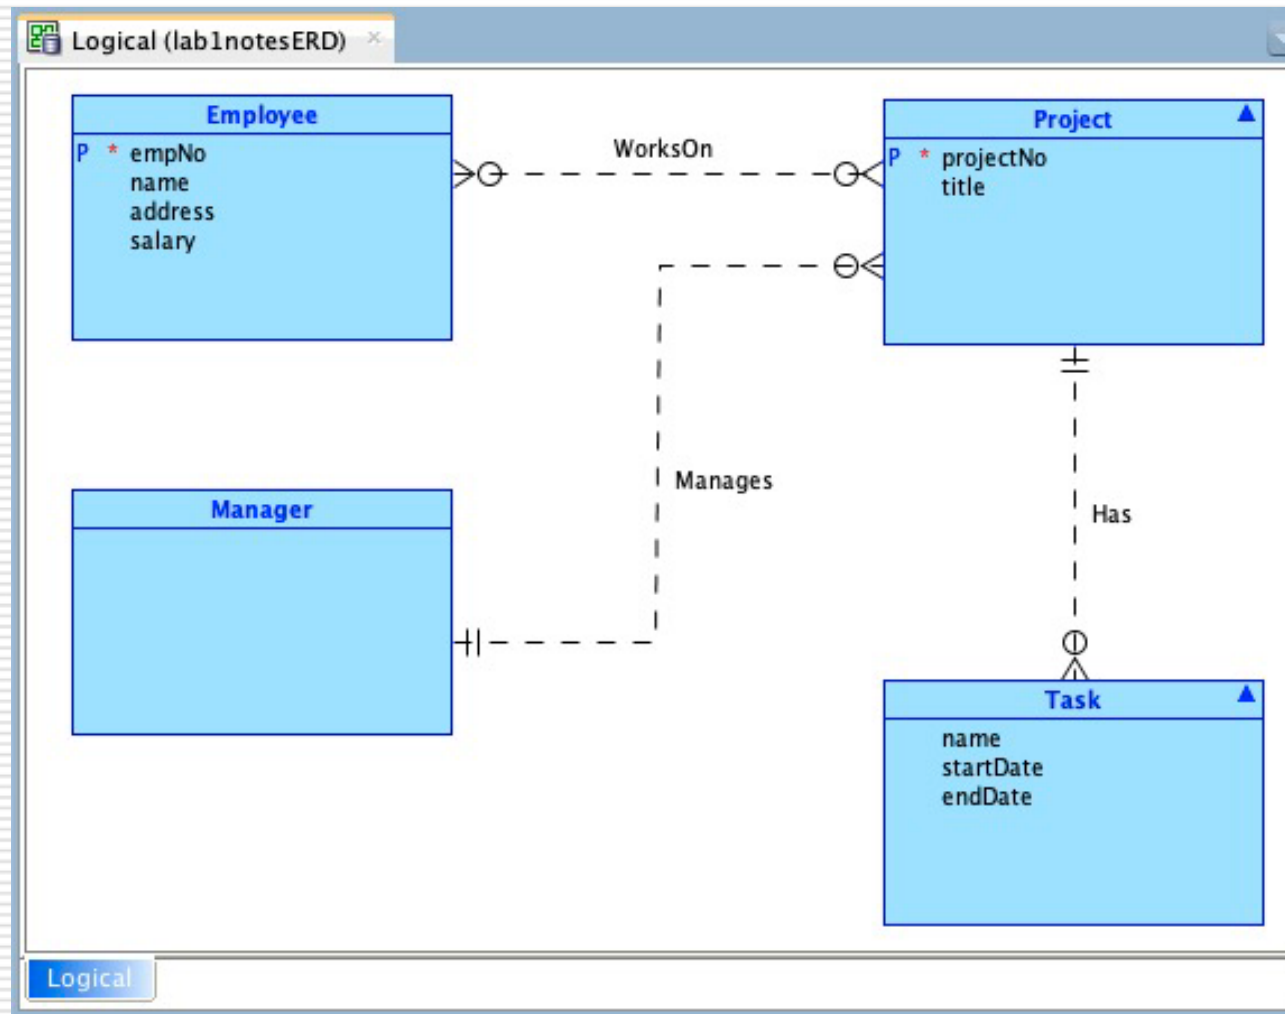 Logical (lab1notesERD)
Employee
P * empNo
name
address
salary
WorksOn
Project
P * projectNo
title
Manages
Manager
Has
Task
name
startDate
endDate
Logical